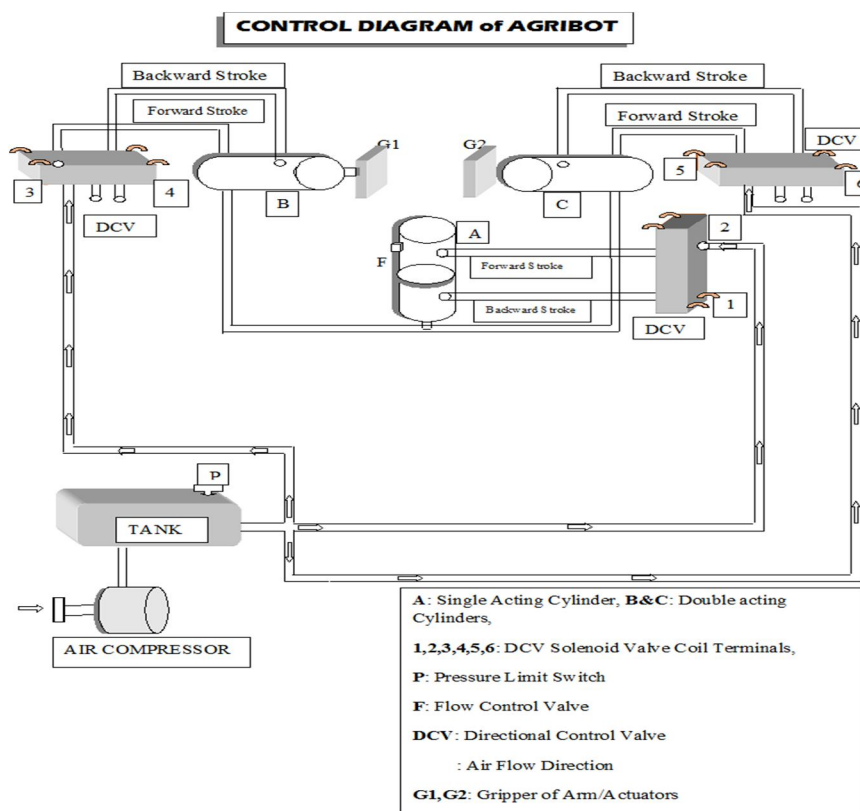 CONTROL DIAGRAM of AGRIBOT
Backward Stroke
Backward Stroke
Forward Stroke
Forward Stroke
G1
G2
DCV
3
4
B
C
5
6
DCV
A
2
F
Forward Stroke
Backward Stroke
1
DCV
P
TANK
AIR COMPRESSOR
A: Single Acting Cylinder, B&C: Double acting
Cylinders,
1,2,3,4,5,6: DCV Solenoid Valve Coil Terminals,
P: Pressure Limit Switch
F: Flow Control Valve
DCV: Directional Control Valve
: Air Flow Direction
G1,G2: Gripper of Arm/Actuators